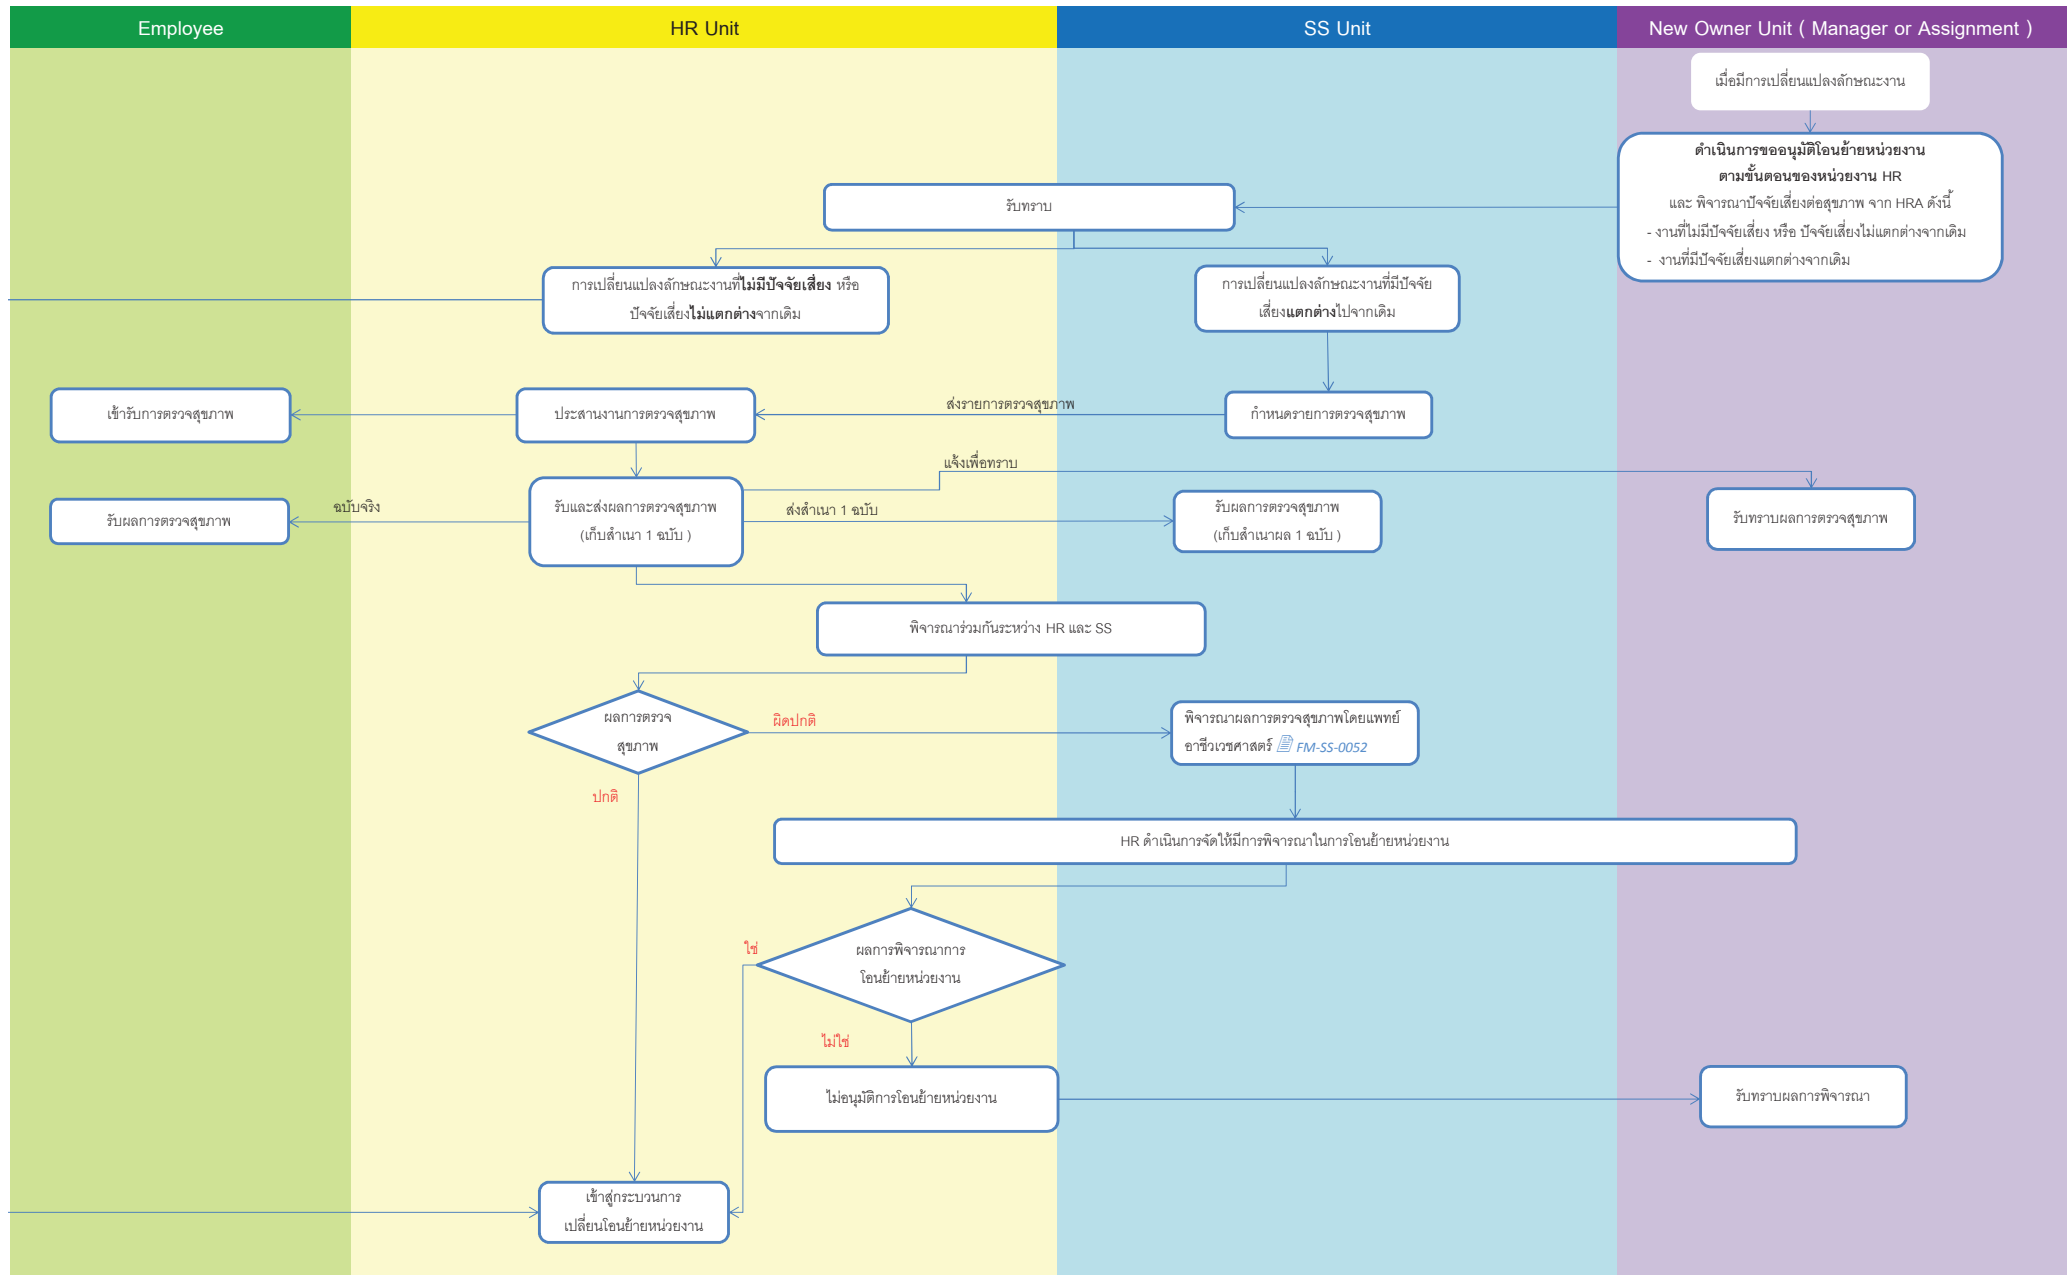 Employee
HR Unit
SS Unit
New Owner Unit ( Manager or Assignment )
เมื่อมีการเปลี่ยนแปลงลักษณะงาน
ดำเนินการขออนุมัติโอนย้ายหน่วยงาน
ตามขั้นตอนของหน่วยงาน HR
และ พิจารณาปัจจัยเสี่ยงต่อสุขภาพ จาก HRA ดังนี้
- งานที่ไม่มีปัจจัยเสี่ยง หรือ ปัจจัยเสี่ยงไม่แตกต่างจากเดิม
- งานที่มีปัจจัยเสี่ยงแตกต่างจากเดิม
รับทราบ
การเปลี่ยนแปลงลักษณะงานที่ไม่มีปัจจัยเสี่ยง หรือ
ปัจจัยเสี่ยงไม่แตกต่างจากเดิม
การเปลี่ยนแปลงลักษณะงานที่มีปัจจัย
เสี่ยงแตกต่างไปจากเดิม
เข้ารับการตรวจสุขภาพ
ประสานงานการตรวจสุขภาพ
ส่งรายการตรวจสุขภาพ
กำหนดรายการตรวจสุขภาพ
แจ้งเพื่อทราบ
รับผลการตรวจสุขภาพ
ฉบับจริง
รับและส่งผลการตรวจสุขภาพ
(เก็บสำเนา 1 ฉบับ )
ส่งสำเนา 1 ฉบับ
รับผลการตรวจสุขภาพ
(เก็บสำเนาผล 1 ฉบับ )
รับทราบผลการตรวจสุขภาพ
พิจารณาร่วมกันระหว่าง HR และ SS
ผลการตรวจ
สุขภาพ
ผิดปกติ
พิจารณาผลการตรวจสุขภาพโดยแพทย์
อาชีวเวชศาสตร์ FM-SS-0052
ปกติ
HR ดำเนินการจัดให้มีการพิจารณาในการโอนย้ายหน่วยงาน
ใช่
ผลการพิจารณาการ
โอนย้ายหน่วยงาน
ไม่ใช่
ไม่อนุมัติการโอนย้ายหน่วยงาน
รับทราบผลการพิจารณา
เข้าสู่กระบวนการ
เปลี่ยนโอนย้ายหน่วยงาน